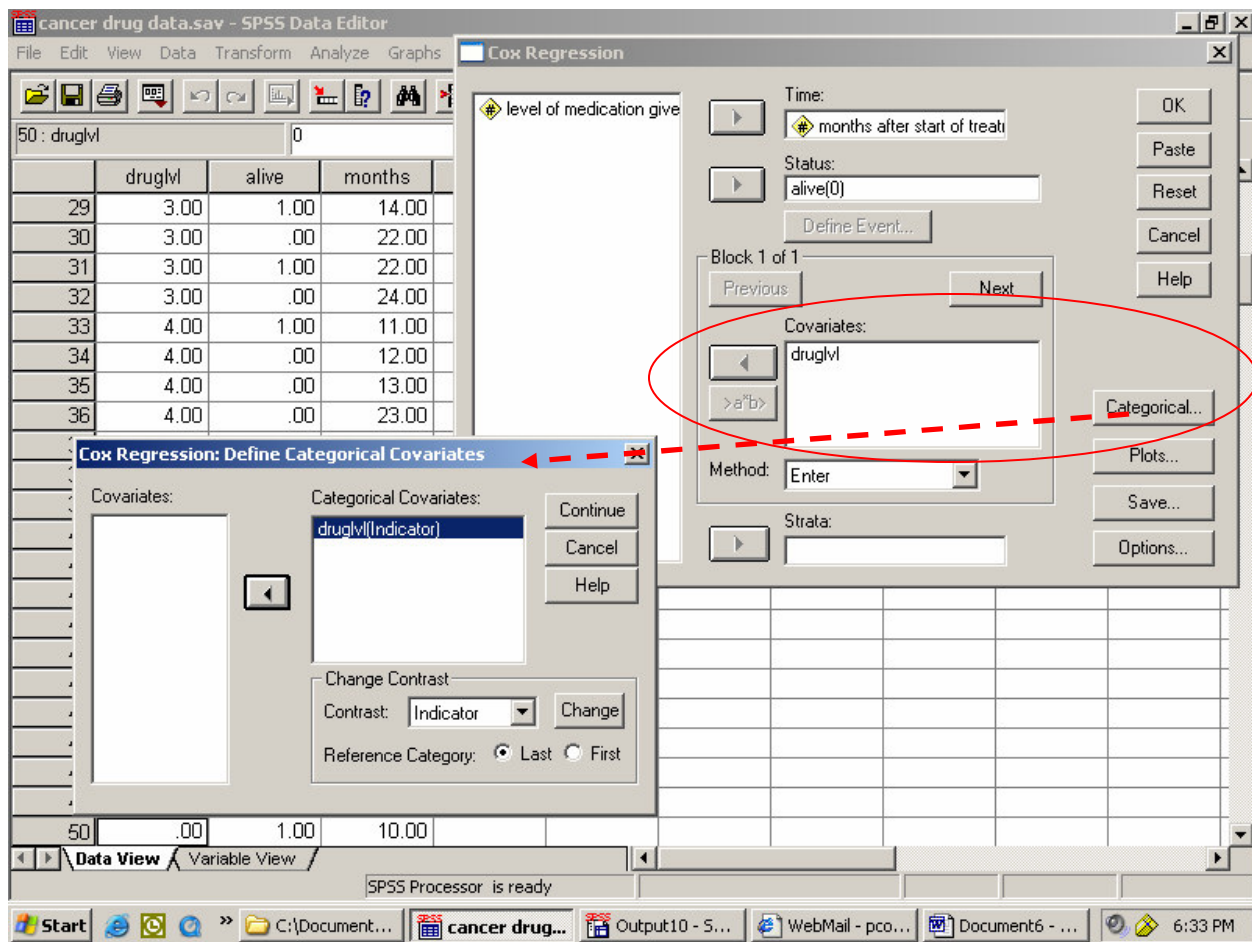 cancer drug data.sav - SPSS Data Editor
File Edit View Data Transform Analyze Graphs
50 : druglvl 0
druglvl alive months
29 3.00 1.00 14.00
30 3.00 .00 22.00
31 3.00 1.00 22.00
32 3.00 .00 24.00
33 4.00 1.00 11.00
34 4.00 .00 12.00
35 4.00 .00 13.00
36 4.00 .00 23.00
50 .00 1.00 10.00
Data View Variable View
SPSS Processor is ready
Cox Regression
level of medication give
Time:
months after start of treatı
Status:
alive(0)
Define Event...
Block 1 of 1
Previous Next
Covariates:
druglvl
>a*b>
Method: Enter
Strata:
OK
Paste
Reset
Cancel
Help
Categorical...
Plots...
Save...
Options...
Cox Regression: Define Categorical Covariates
Covariates:
Categorical Covariates:
druglvl(Indicator)
Continue
Cancel
Help
Change Contrast
Contrast: Indicator Change
Reference Category: Last First
Start » C:\Document... cancer drug... Output10 - S... WebMail - pco... Document6 - ... 6:33 PM